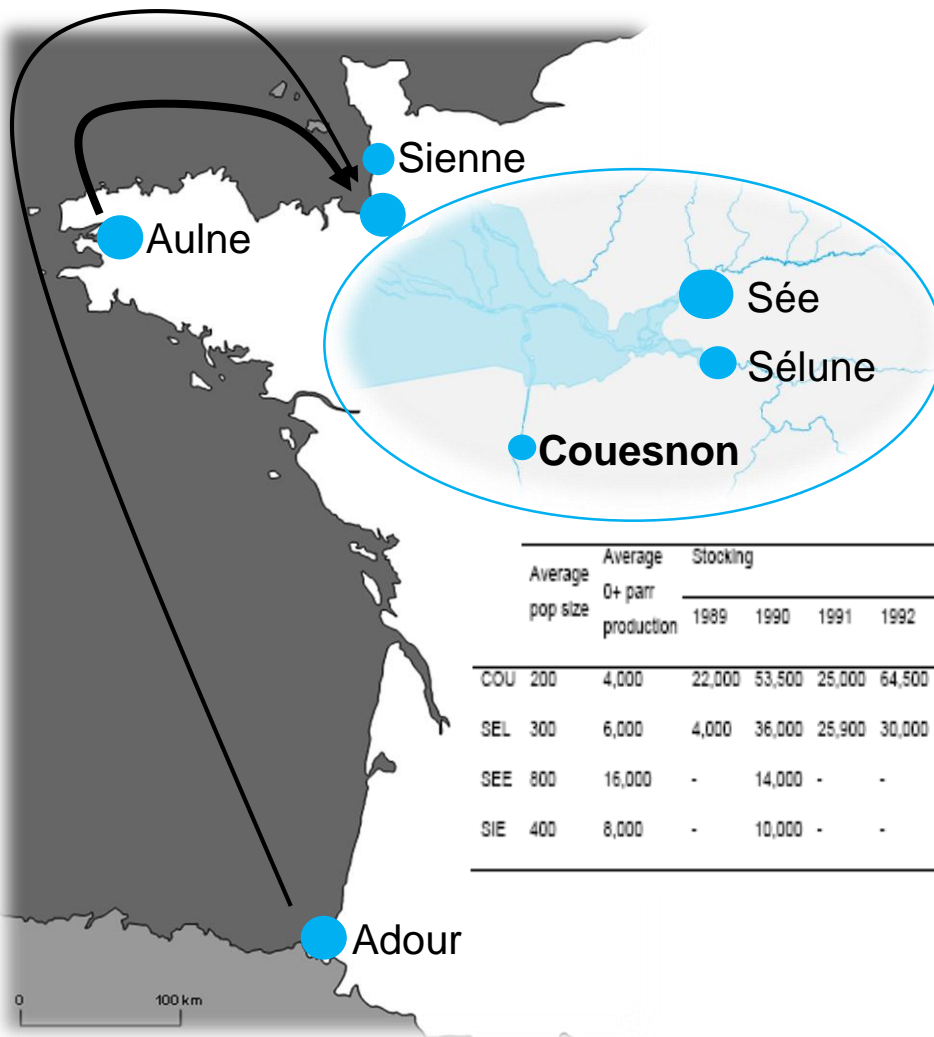 Sienne
Aulne
Sée
Sélune
Couesnon
Average pop size Average 0+ parr production Stocking
1989 1990 1991 1992
COU 200 4,000 22,000 53,500 25,000 64,500
SEL 300 6,000 4,000 36,000 25,900 30,000
SEE 800 16,000 - 14,000 - -
SIE 400 8,000 - 10,000 - -
Adour
0 100 km